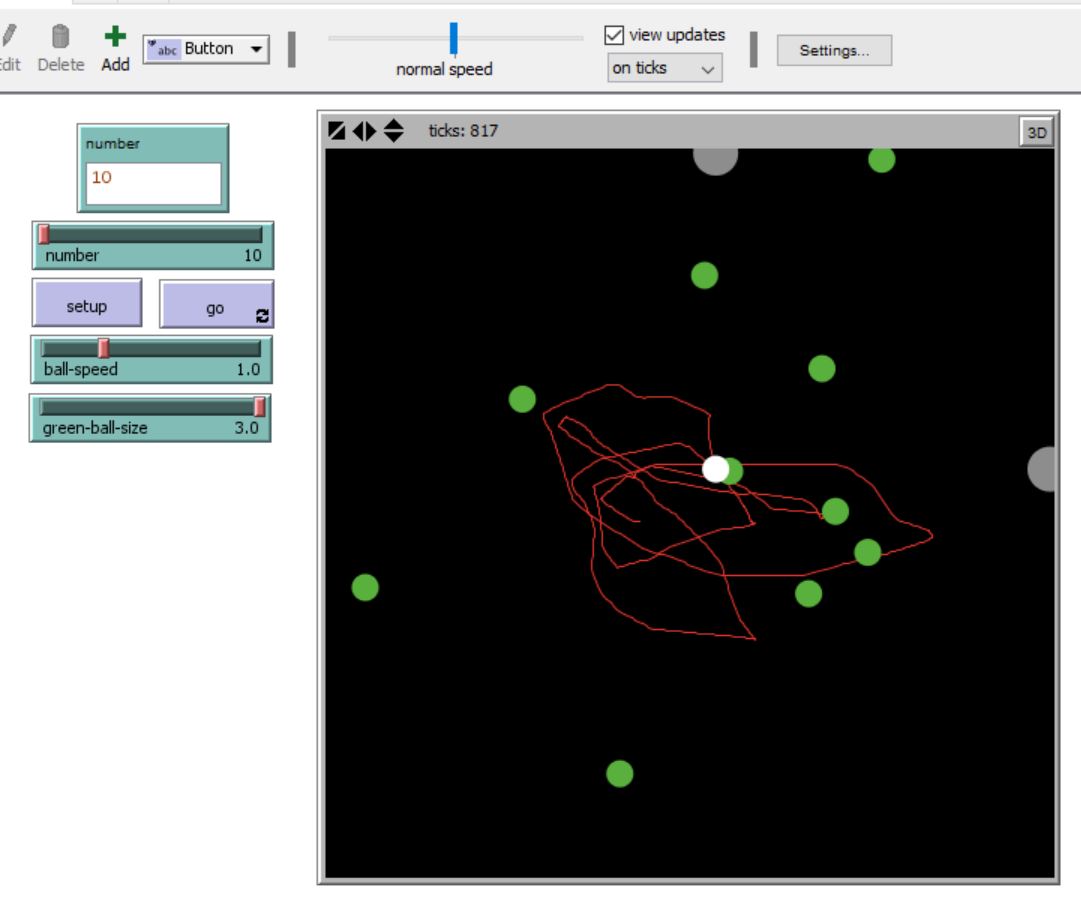 view updates
Edit Delete Add abc Button
normal speed
on ticks
Settings...
ticks: 817
3D
number
10
number 10
setup go
ball-speed 1.0
green-ball-size 3.0